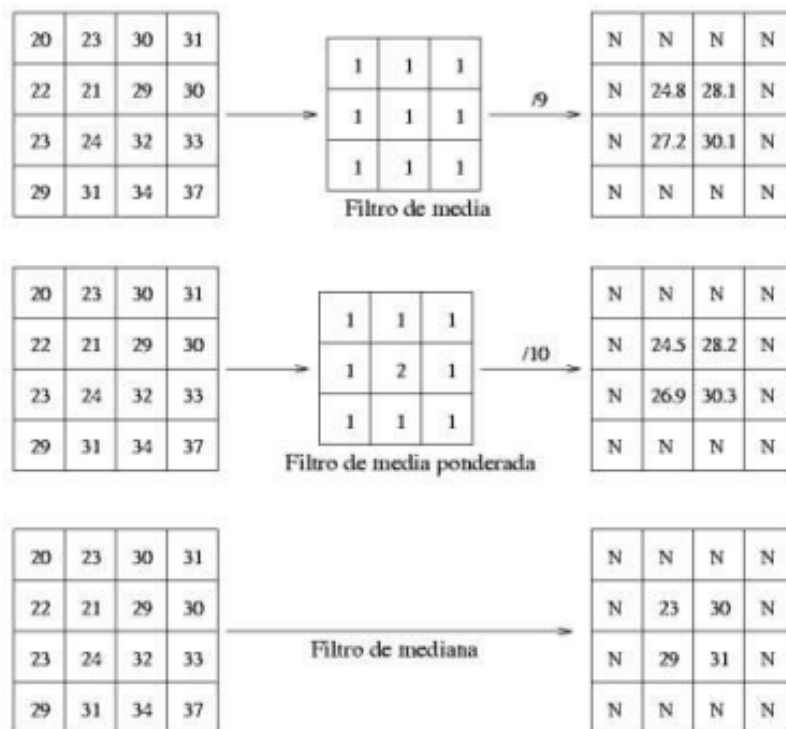 20 23 30 31
22 21 29 30
23 24 32 33
29 31 34 37
1 1 1
1 1 1
1 1 1
Filtro de media
/9
N N N N
N 24.8 28.1 N
N 27.2 30.1 N
N N N N
20 23 30 31
22 21 29 30
23 24 32 33
29 31 34 37
1 1 1
1 2 1
1 1 1
Filtro de media ponderada
/10
N N N N
N 24.5 28.2 N
N 26.9 30.3 N
N N N N
20 23 30 31
22 21 29 30
23 24 32 33
29 31 34 37
Filtro de mediana
N N N N
N 23 30 N
N 29 31 N
N N N N